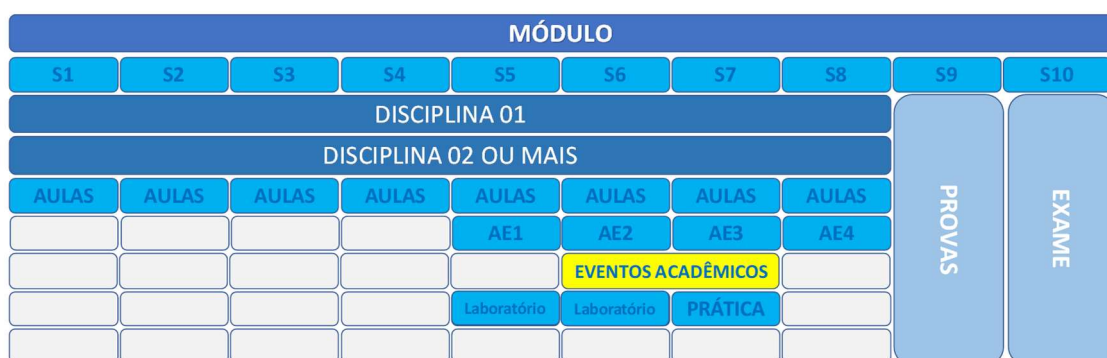 MÓDULO
S1 S2 S3 S4 S5 S6 S7 S8 S9 S10
DISCIPLINA 01
DISCIPLINA 02 OU MAIS
AULAS AULAS AULAS AULAS AULAS AULAS AULAS AULAS
AE1 AE2 AE3 AE4
EVENTOS ACADÊMICOS
Laboratório Laboratório PRÁTICA
PROVAS
EXAME